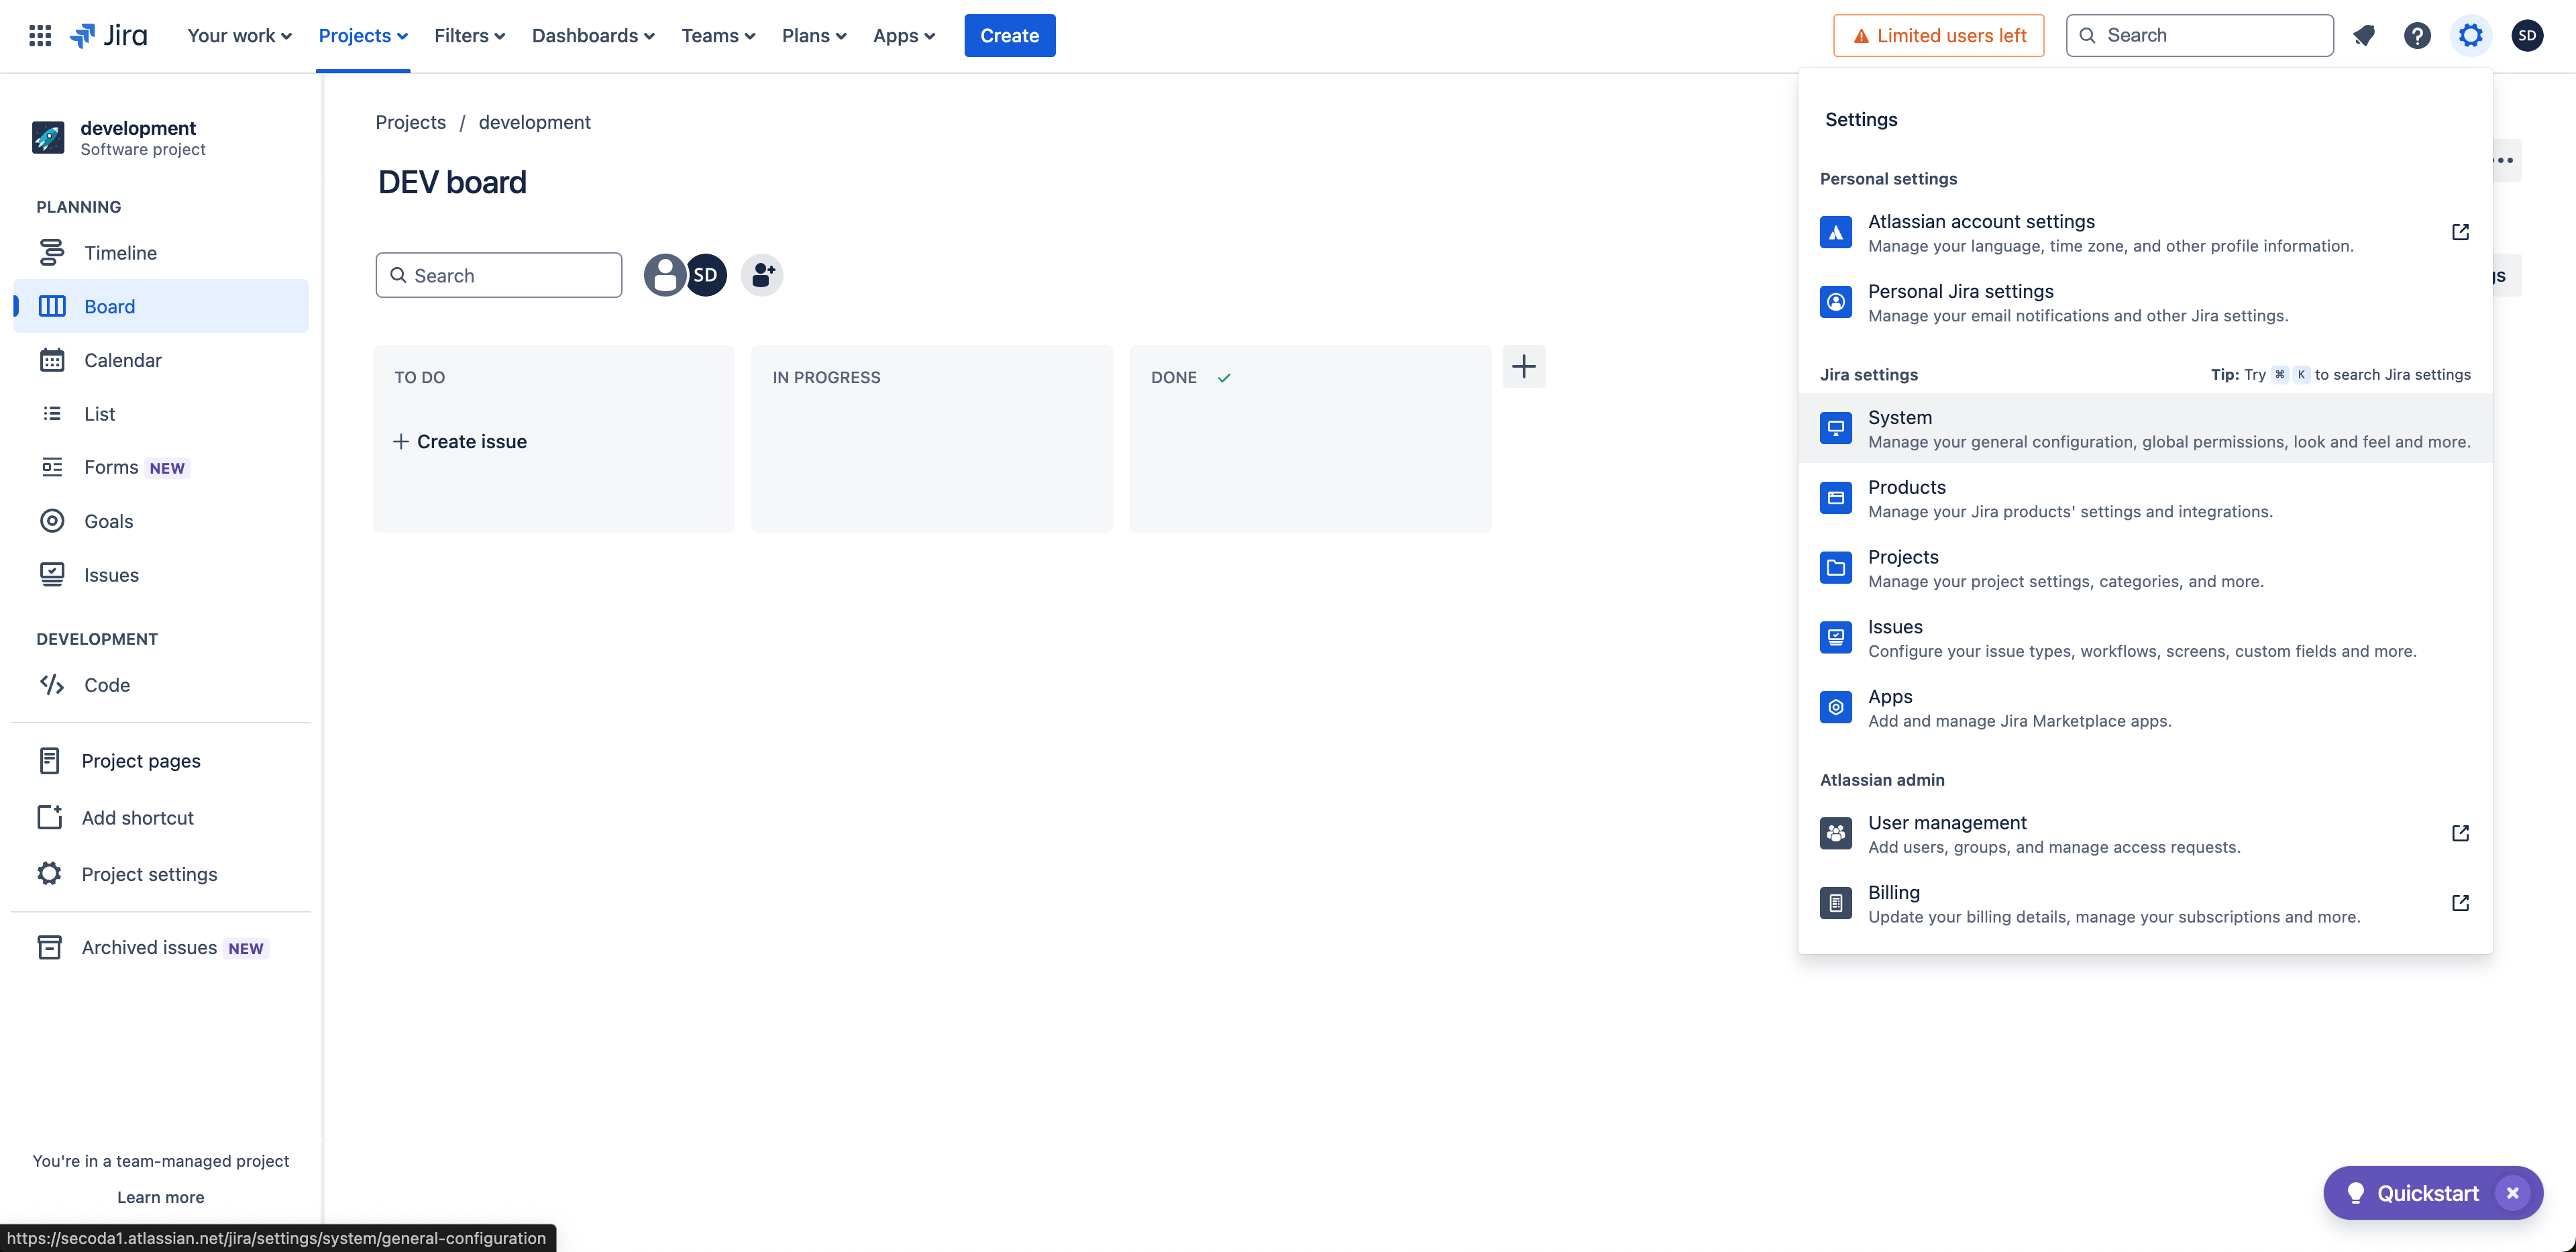 Jira
Your work
Projects
Filters
Dashboards
Teams
Plans
Apps
Create
Limited users left
Search
SD
development
Software project
PLANNING
Timeline
Board
Calendar
List
Forms NEW
Goals
Issues
DEVELOPMENT
Code
Project pages
Add shortcut
Project settings
Archived issues NEW
You're in a team-managed project
Learn more
https://secoda1.atlassian.net/jira/settings/system/general-configuration
Projects / development
DEV board
Search
SD
TO DO
+ Create issue
IN PROGRESS
DONE
Settings
Personal settings
Atlassian account settings
Manage your language, time zone, and other profile information.
Personal Jira settings
Manage your email notifications and other Jira settings.
Jira settings
Tip: Try ⌘ K to search Jira settings
System
Manage your general configuration, global permissions, look and feel and more.
Products
Manage your Jira products' settings and integrations.
Projects
Manage your project settings, categories, and more.
Issues
Configure your issue types, workflows, screens, custom fields and more.
Apps
Add and manage Jira Marketplace apps.
Atlassian admin
User management
Add users, groups, and manage access requests.
Billing
Update your billing details, manage your subscriptions and more.
Quickstart